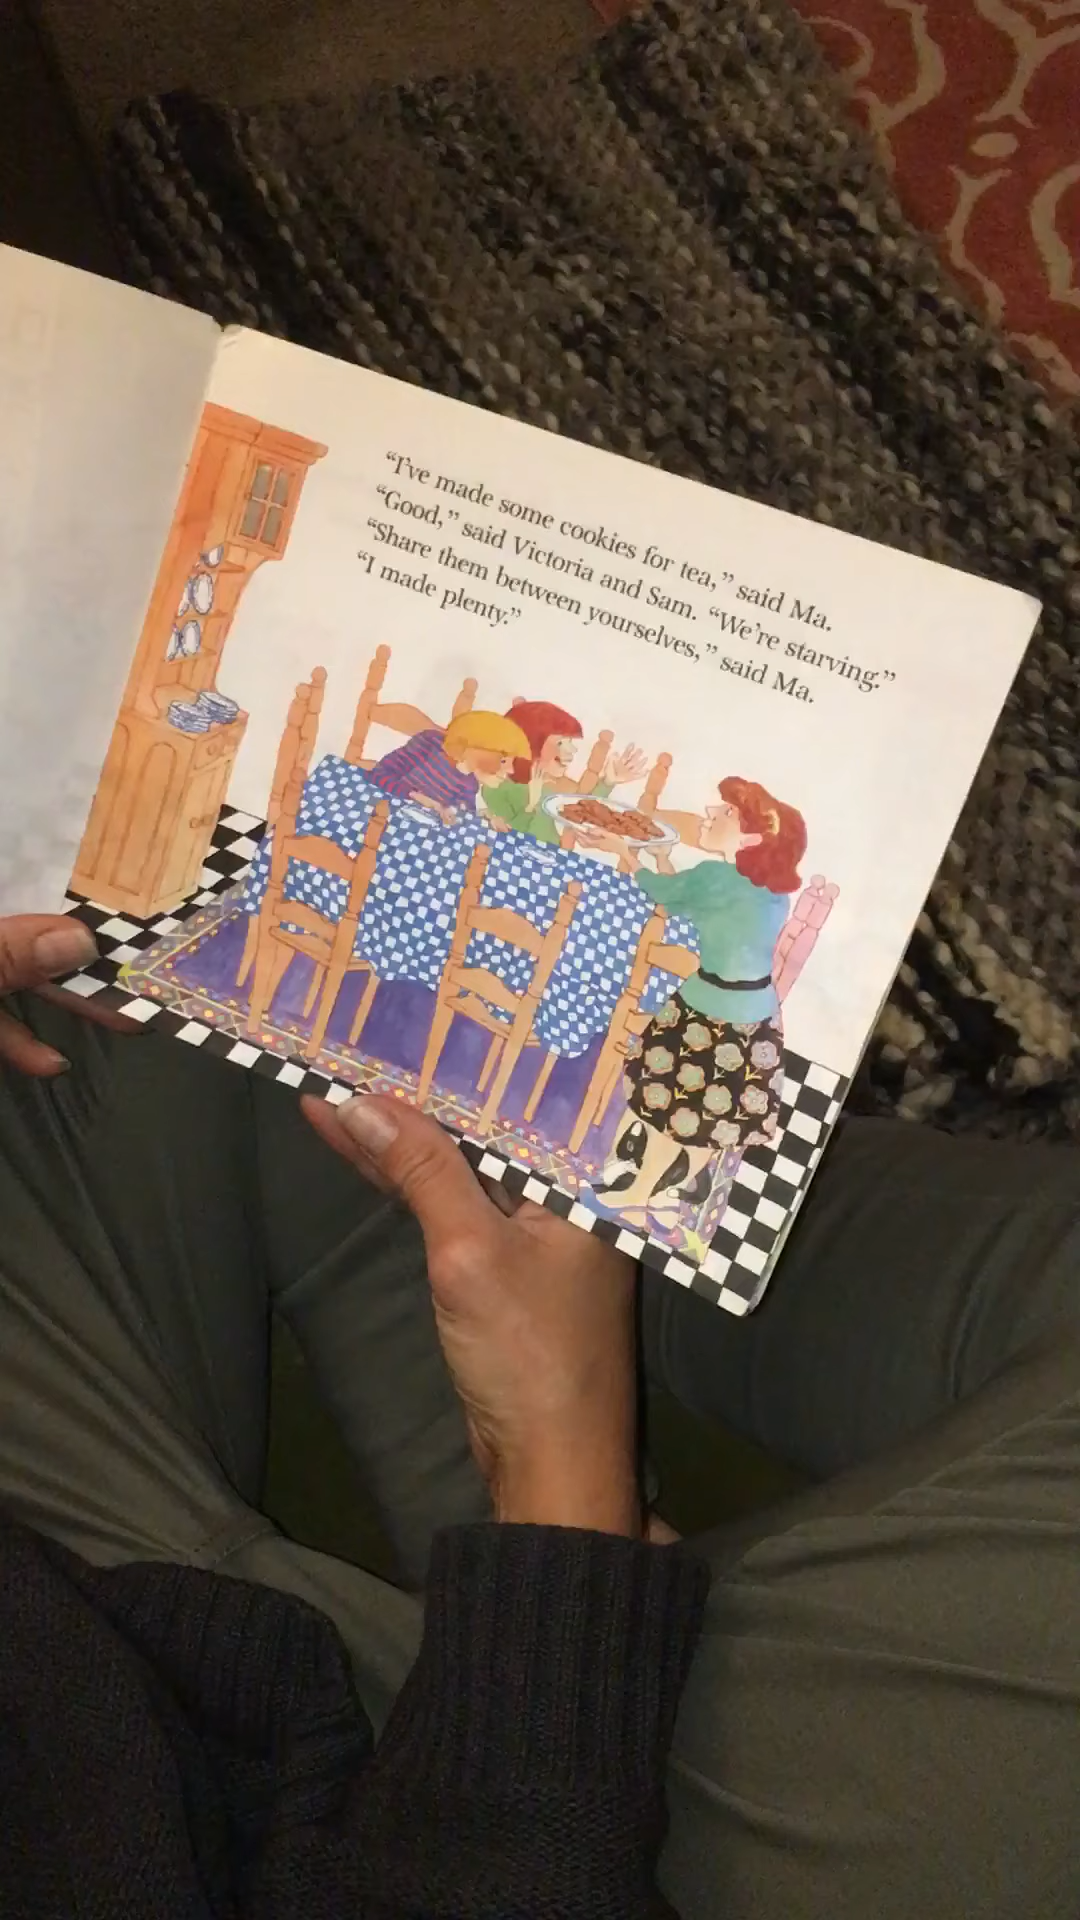 “I’ve made some cookies for tea,” said Ma.
“Good,” said Victoria and Sam. “We’re starving.”
“Share them between yourselves,” said Ma.
“I made plenty.”